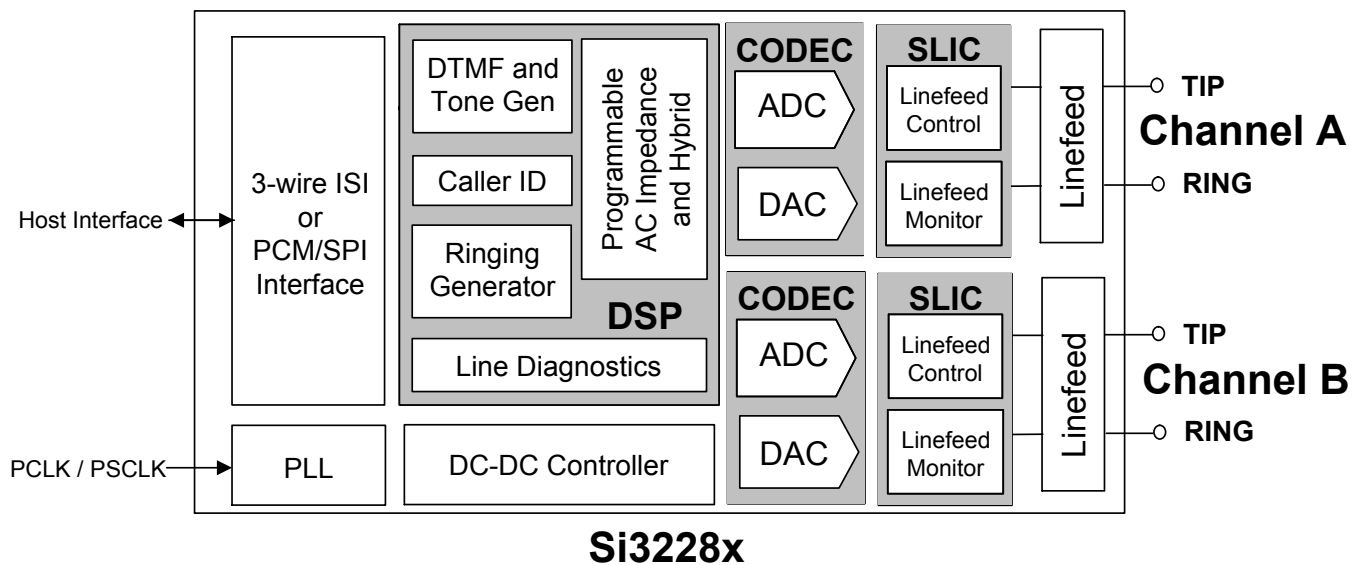 Host Interface
PCLK / PSCLK
3-wire ISI
or
PCM/SPI
Interface
PLL
DTMF and
Tone Gen
Caller ID
Ringing
Generator
Programmable
AC Impedance
and Hybrid
DSP
Line Diagnostics
DC-DC Controller
CODEC
ADC
DAC
SLIC
Linefeed
Control
Linefeed
Monitor
Linefeed
TIP
Channel A
RING
CODEC
ADC
DAC
SLIC
Linefeed
Control
Linefeed
Monitor
Linefeed
TIP
Channel B
RING
Si3228x